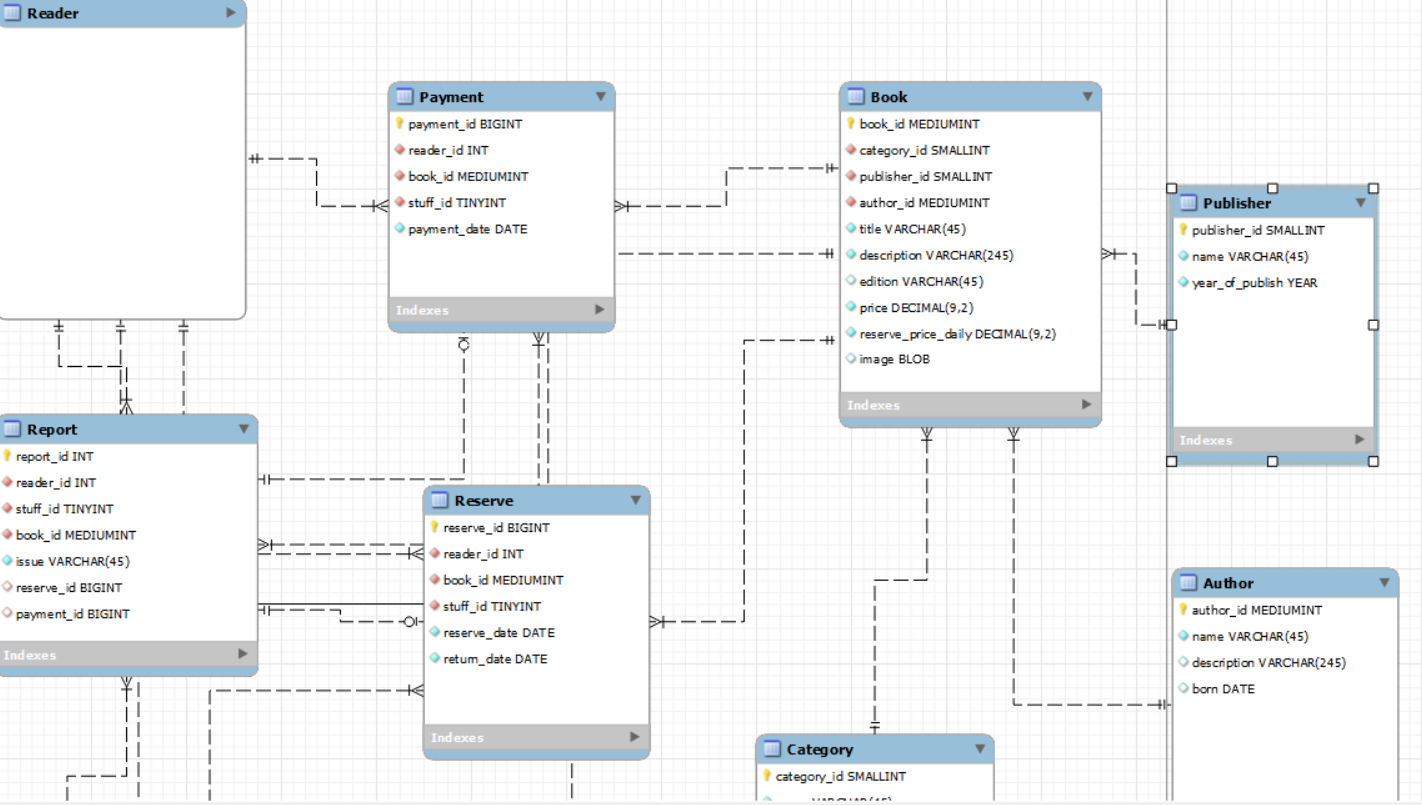 Reader
Payment
payment_id BIGINT
reader_id INT
book_id MEDIUMINT
stuff_id TINYINT
payment_date DATE
Indexes
Book
book_id MEDIUMINT
category_id SMALLINT
publisher_id SMALLINT
author_id MEDIUMINT
title VARCHAR(45)
description VARCHAR(245)
edition VARCHAR(45)
price DECIMAL(9,2)
reserve_price_daily DECIMAL(9,2)
image BLOB
Indexes
Publisher
publisher_id SMALLINT
name VARCHAR(45)
year_of_publish YEAR
Indexes
Report
report_id INT
reader_id INT
stuff_id TINYINT
book_id MEDIUMINT
issue VARCHAR(45)
reserve_id BIGINT
payment_id BIGINT
Indexes
Reserve
reserve_id BIGINT
reader_id INT
book_id MEDIUMINT
stuff_id TINYINT
reserve_date DATE
return_date DATE
Indexes
Author
author_id MEDIUMINT
name VARCHAR(45)
description VARCHAR(245)
born DATE
Category
category_id SMALLINT
VARCHAR(45)